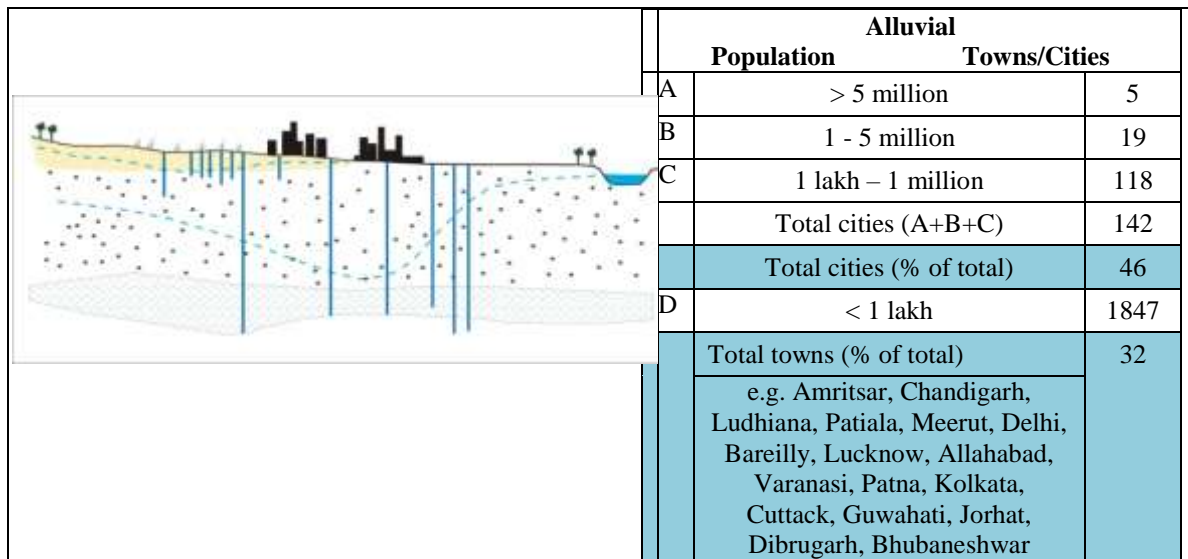 Alluvial
Population Towns/Cities
A > 5 million 5
B 1 - 5 million 19
C 1 lakh – 1 million 118
Total cities (A+B+C) 142
Total cities (% of total) 46
D < 1 lakh 1847
Total towns (% of total) 32
e.g. Amritsar, Chandigarh,
Ludhiana, Patiala, Meerut, Delhi,
Bareilly, Lucknow, Allahabad,
Varanasi, Patna, Kolkata,
Cuttack, Guwahati, Jorhat,
Dibrugarh, Bhubaneshwar